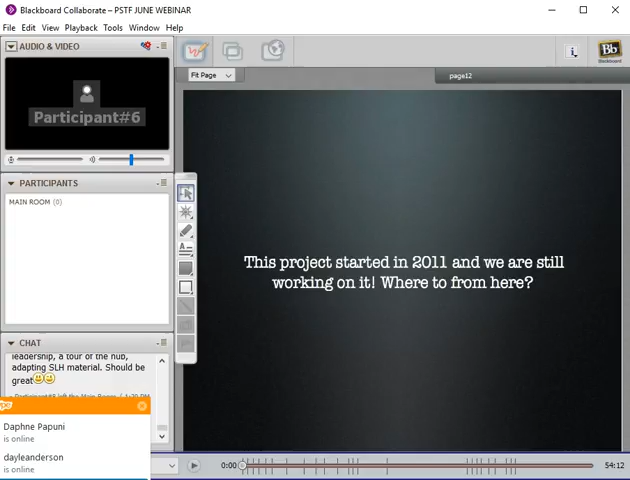 Blackboard Collaborate – PSTF JUNE WEBINAR
File Edit View Playback Tools Window Help
AUDIO & VIDEO
Participant#6
PARTICIPANTS
MAIN ROOM (0)
CHAT
leadership, a tour of the hub,
adapting SLH material. Should be
great
Daphne Papuni
is online
dayleanderson
is online
Fit Page
page12
i
Bb
Blackboard
This project started in 2011 and we are still
working on it! Where to from here?
0:00
54:12